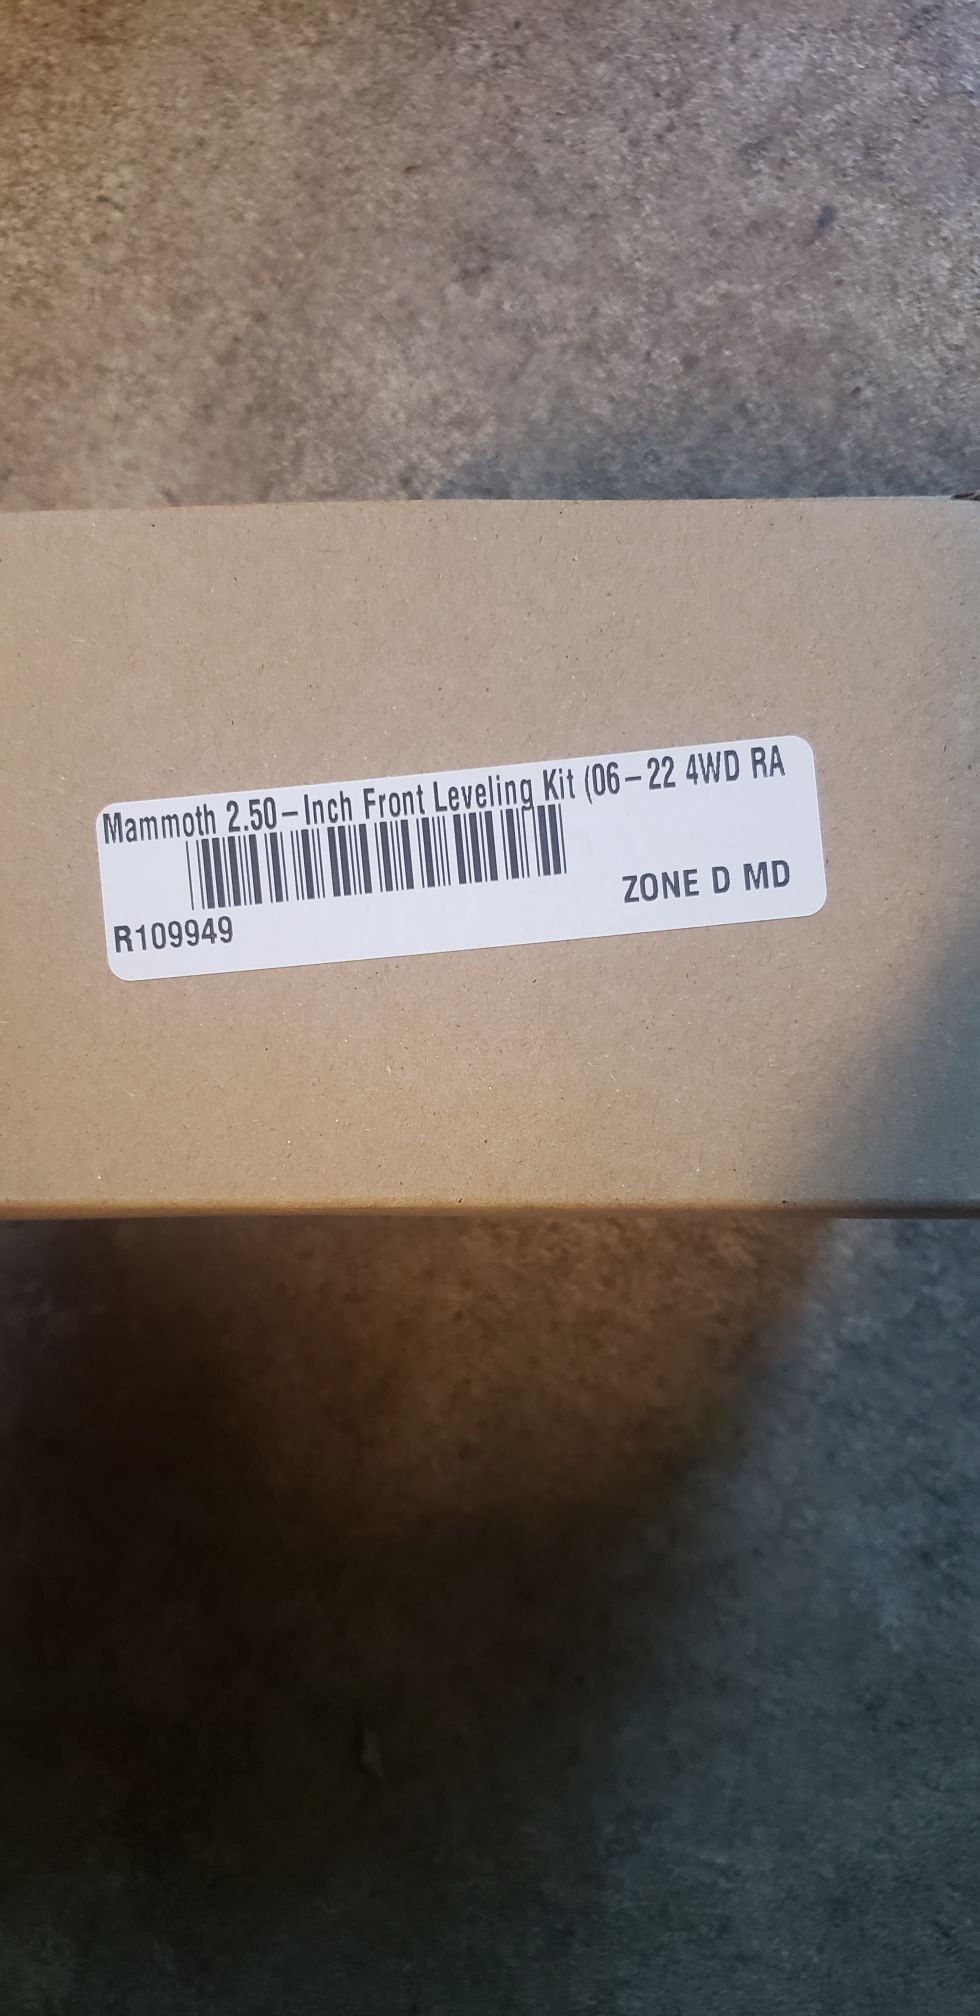 Mammoth 2.50-Inch Front Leveling Kit (06-22 4WD RA
ZONE D MD
R109949